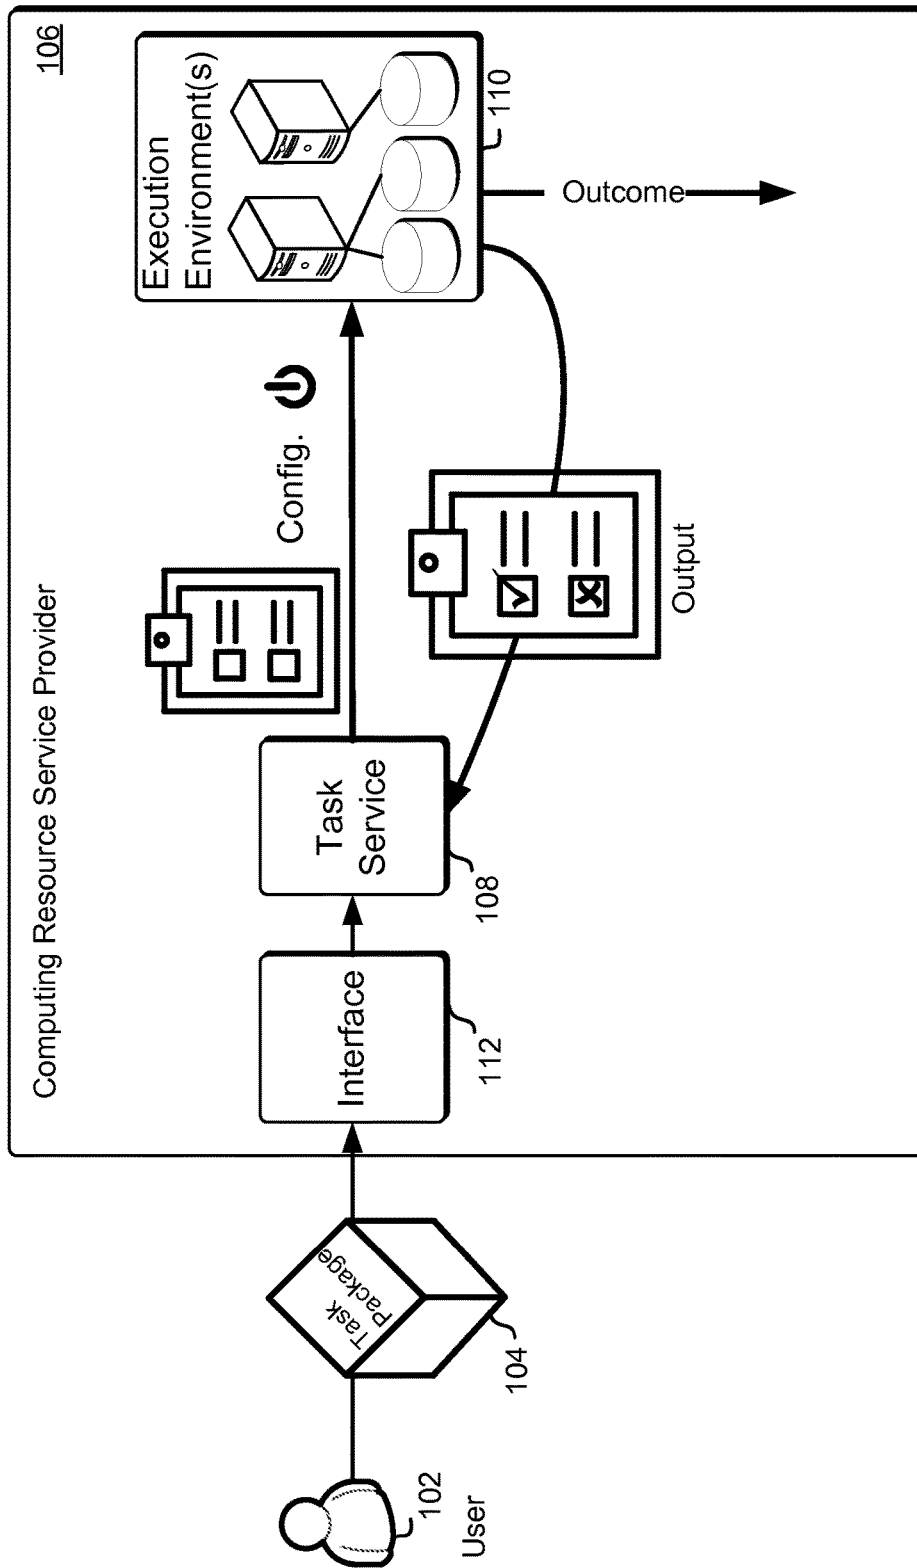 Computing Resource Service Provider
106
Execution
Environment(s)
110
Config.
Outcome
Output
Task
Service
108
Interface
112
Task
Package
104
102
User